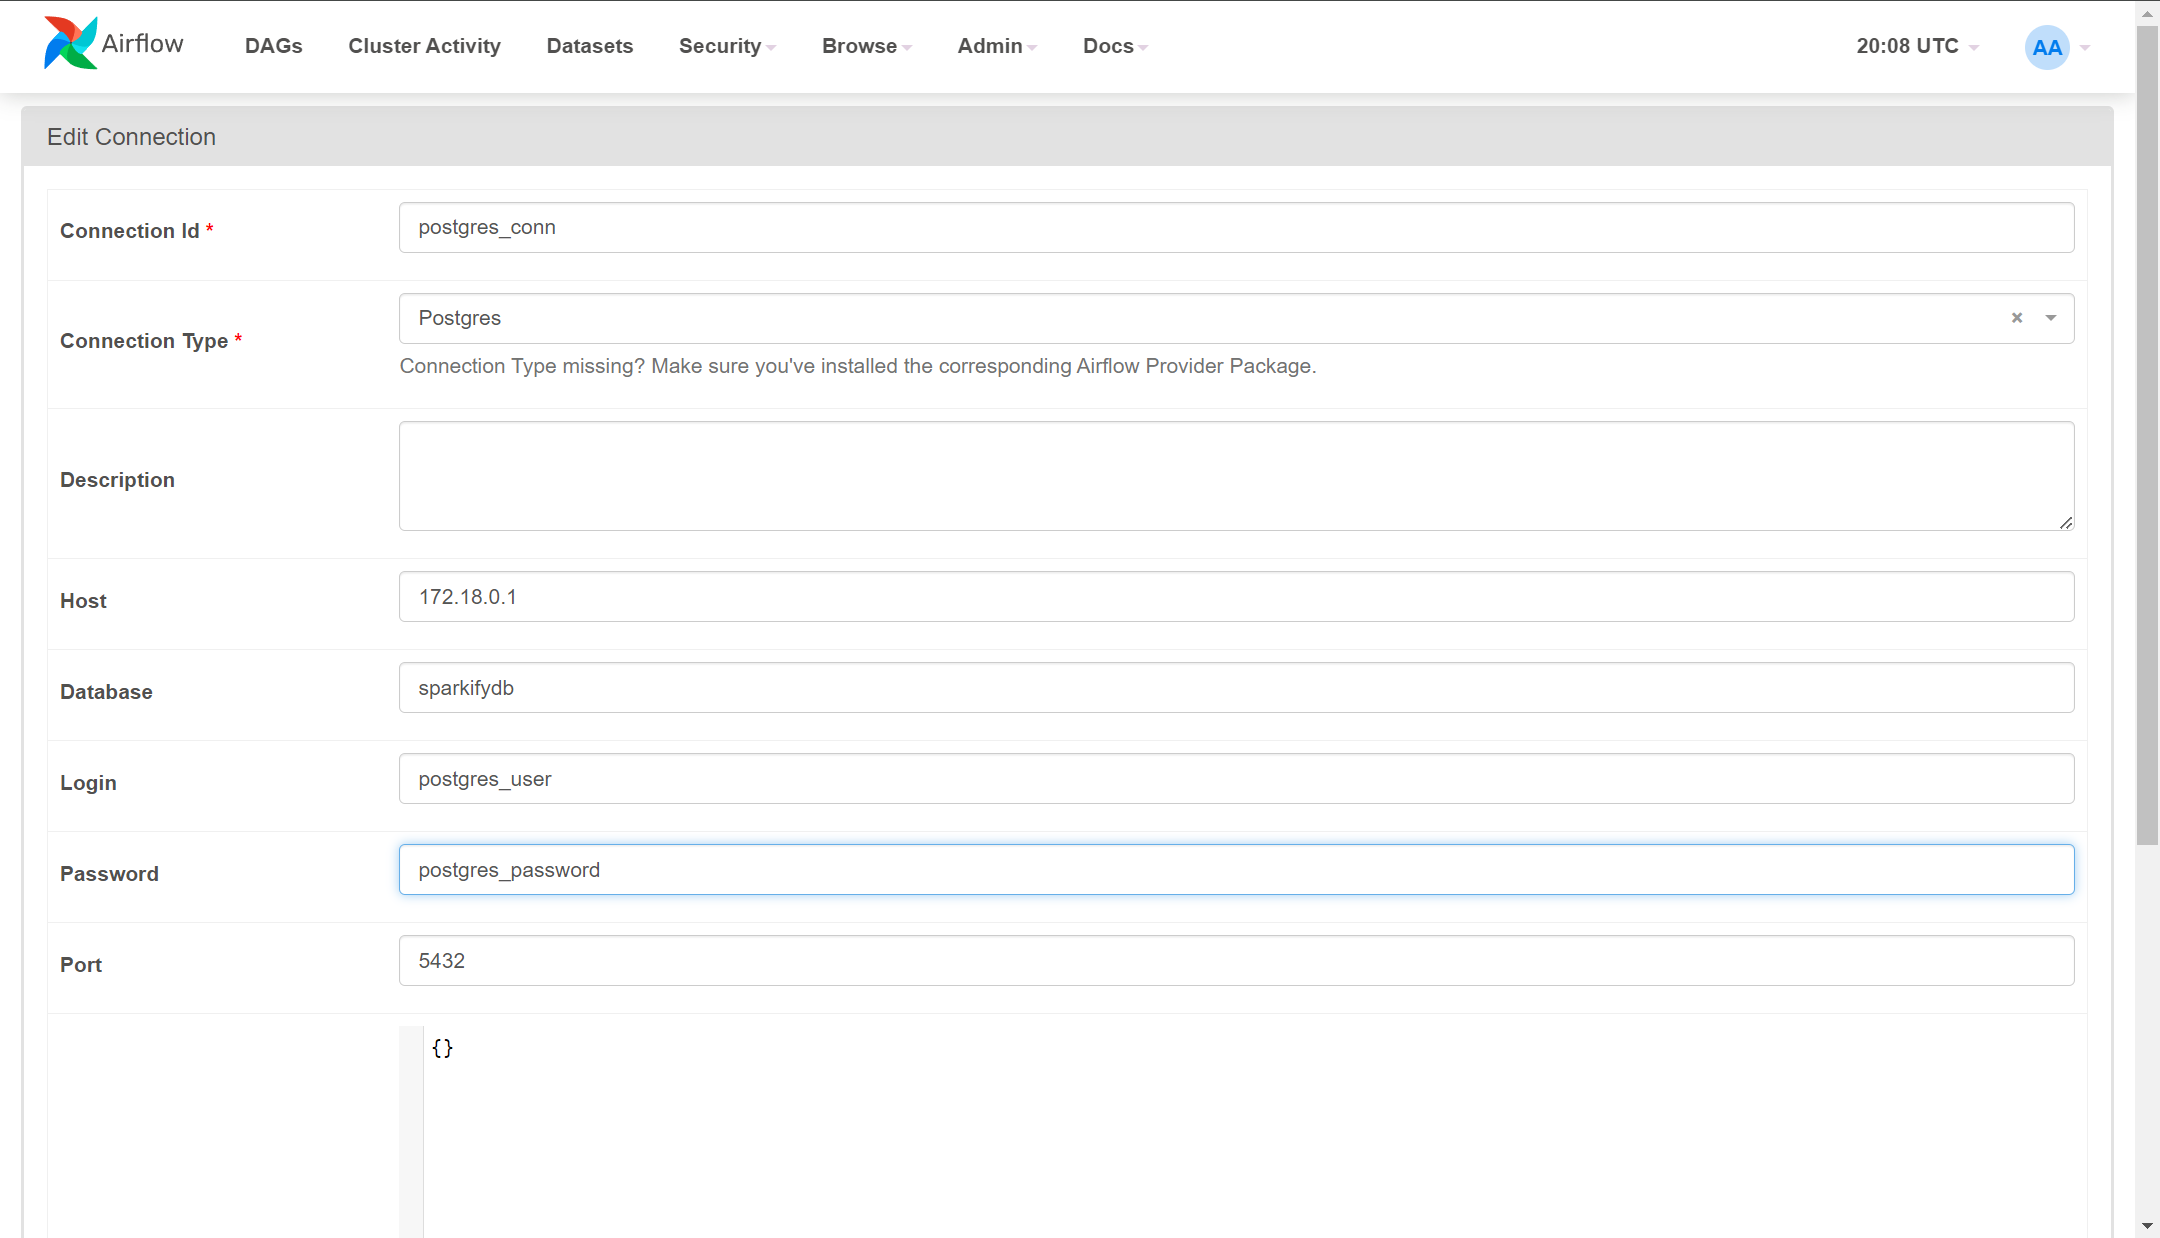 Airflow DAGs Cluster Activity Datasets Security Browse Admin Docs 20:08 UTC AA
Edit Connection
Connection Id * postgres_conn
Connection Type * Postgres ×
Connection Type missing? Make sure you've installed the corresponding Airflow Provider Package.
Description
Host 172.18.0.1
Database sparkifydb
Login postgres_user
Password postgres_password
Port 5432
{}